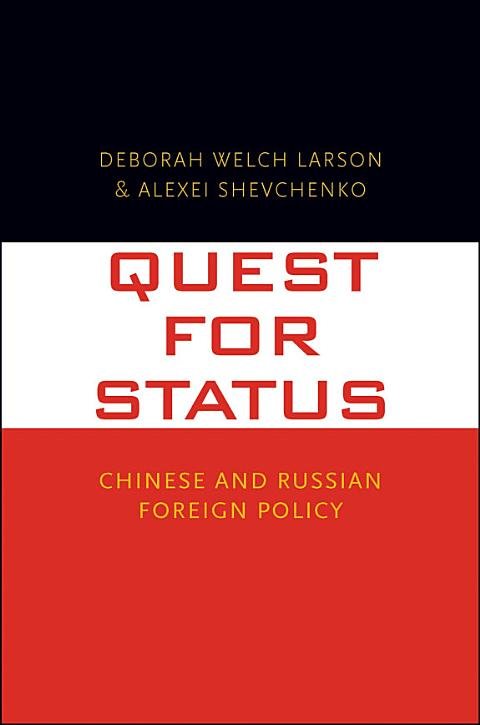 DEBORAH WELCH LARSON
& ALEXEI SHEVCHENKO
QUEST
FOR
STATUS
CHINESE AND RUSSIAN
FOREIGN POLICY